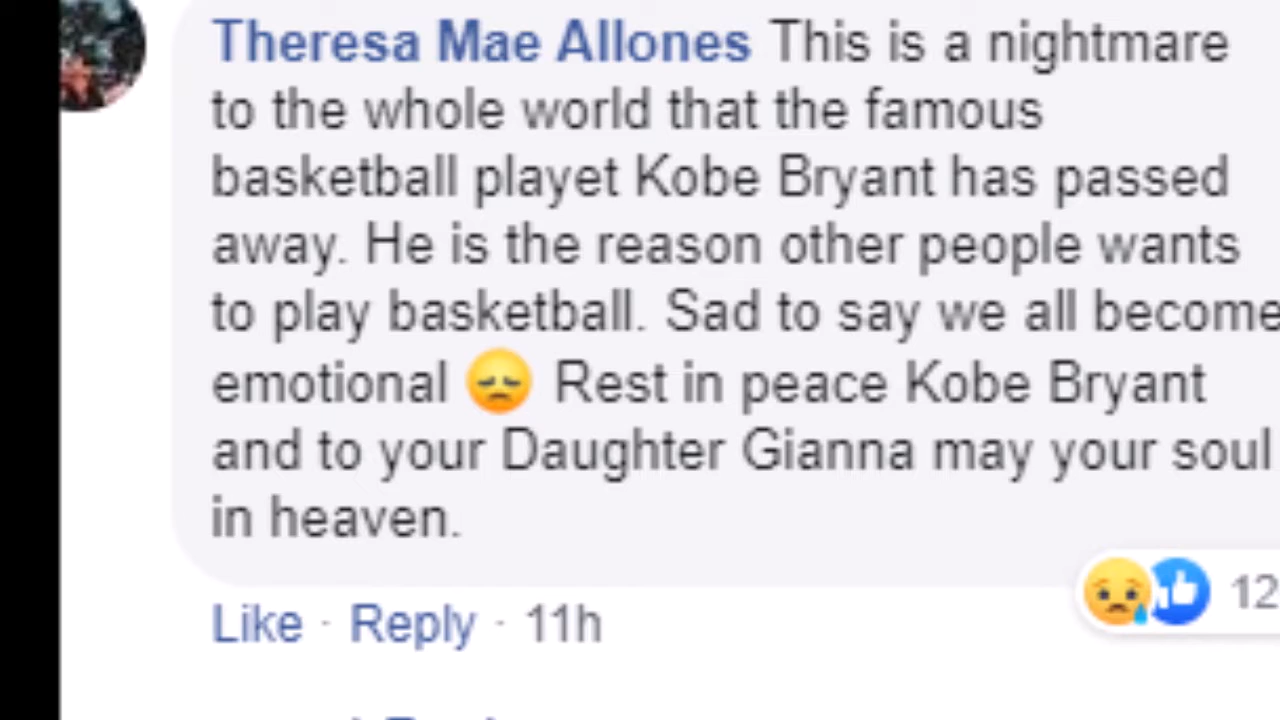 Theresa Mae Allones This is a nightmare
to the whole world that the famous
basketball playet Kobe Bryant has passed
away. He is the reason other people wants
to play basketball. Sad to say we all become
emotional 😞 Rest in peace Kobe Bryant
and to your Daughter Gianna may your soul
in heaven.
12
Like · Reply · 11h